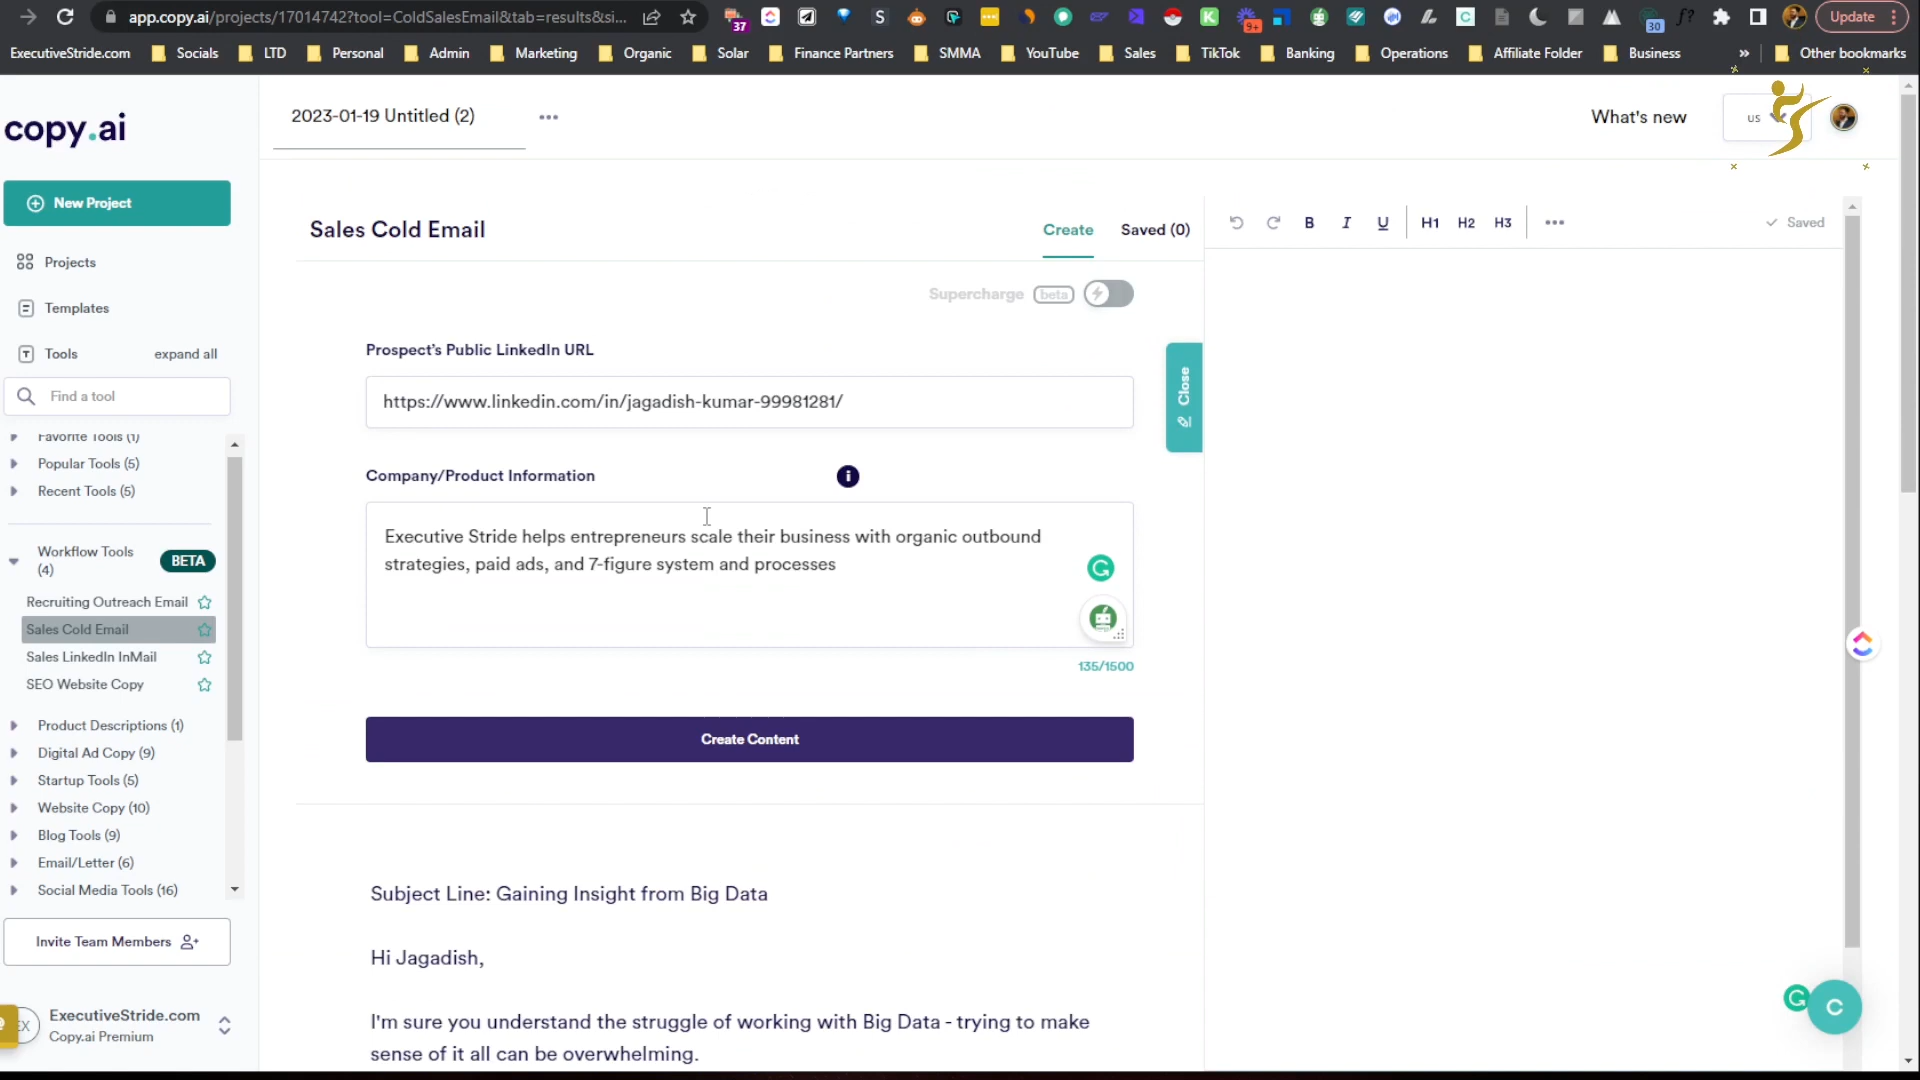 app.copy.ai/projects/17014742?tool=ColdSalesEmail&tab=results&si...
37
9+
30
Update
ExecutiveStride.com
Socials
LTD
Personal
Admin
Marketing
Organic
Solar
Finance Partners
SMMA
YouTube
Sales
TikTok
Banking
Operations
Affiliate Folder
Business
»
Other bookmarks
copy.ai
2023-01-19 Untitled (2)
What's new
us
New Project
Projects
Templates
Tools
expand all
Find a tool
Favorite Tools (1)
Popular Tools (5)
Recent Tools (5)
Workflow Tools
(4)
BETA
Recruiting Outreach Email
Sales Cold Email
Sales LinkedIn InMail
SEO Website Copy
Product Descriptions (1)
Digital Ad Copy (9)
Startup Tools (5)
Website Copy (10)
Blog Tools (9)
Email/Letter (6)
Social Media Tools (16)
Invite Team Members
EX
ExecutiveStride.com
Copy.ai Premium
Sales Cold Email
Create
Saved (0)
Supercharge
beta
Prospect's Public LinkedIn URL
https://www.linkedin.com/in/jagadish-kumar-99981281/
Close
Company/Product Information
Executive Stride helps entrepreneurs scale their business with organic outbound
strategies, paid ads, and 7-figure system and processes
135/1500
Create Content
Subject Line: Gaining Insight from Big Data
Hi Jagadish,
I'm sure you understand the struggle of working with Big Data - trying to make
sense of it all can be overwhelming.
B
I
U
H1
H2
H3
Saved
C